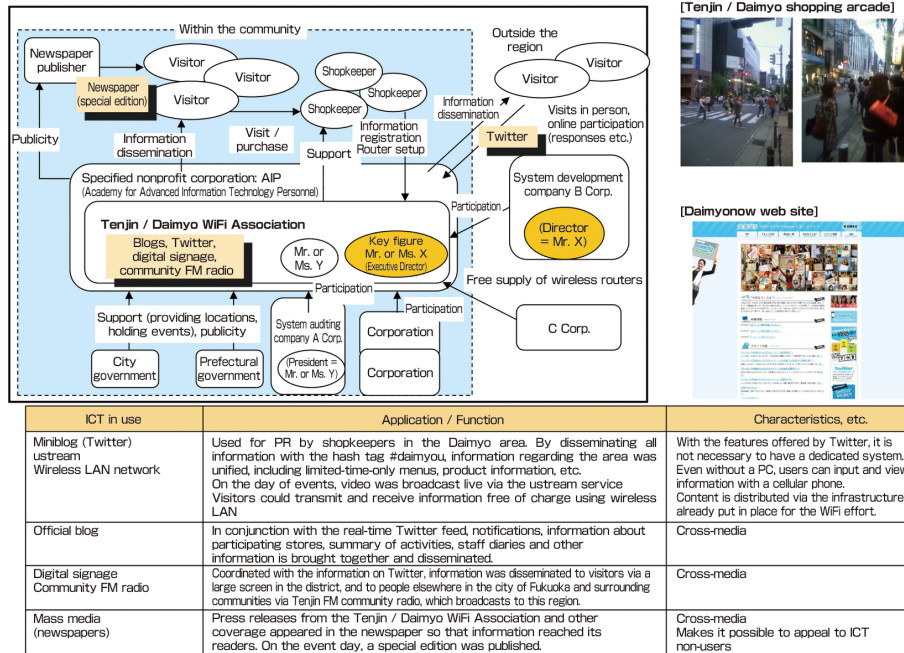 Within the community
Newspaper
publisher
Newspaper
(special edition)
Visitor
Visitor
Visitor
Shopkeeper
Shopkeeper
Shopkeeper
Outside the
region
Visitor
Visitor
Publicity
Information
dissemination
Visit /
purchase
Support
Information
registration
Router setup
Information
dissemination
Twitter
Visits in person,
online participation
(responses etc.)
Specified nonprofit corporation: AIP
(Academy for Advanced Information Technology Personnel)
Tenjin / Daimyo WiFi Association
Blogs, Twitter,
digital signage,
community FM radio
Mr. or
Ms. Y
Key figure
Mr. or Ms. X
(Executive Director)
Participation
System development
company B Corp.
(Director
= Mr. X)
Free supply of wireless routers
C Corp.
Participation
Participation
Support (providing locations,
holding events), publicity
City
government
Prefectural
government
System auditing
company A Corp.
(President =
Mr. or Ms. Y)
Corporation
Corporation
[Tenjin / Daimyo shopping arcade]
[Daimyonow web site]
ICT in use
Application / Function
Characteristics, etc.
Miniblog (Twitter)
ustream
Wireless LAN network
Used for PR by shopkeepers in the Daimyo area. By disseminating all
information with the hash tag #daimyou, information regarding the area was
unified, including limited-time-only menus, product information, etc.
On the day of events, video was broadcast live via the ustream service
Visitors could transmit and receive information free of charge using wireless
LAN
With the features offered by Twitter, it is
not necessary to have a dedicated system.
Even without a PC, users can input and view
information with a cellular phone.
Content is distributed via the infrastructure
already put in place for the WiFi effort.
Official blog
In conjunction with the real-time Twitter feed, notifications, information about
participating stores, summary of activities, staff diaries and other
information is brought together and disseminated.
Cross-media
Digital signage
Community FM radio
Coordinated with the information on Twitter, information was disseminated to visitors via a
large screen in the district, and to people elsewhere in the city of Fukuoka and surrounding
communities via Tenjin FM community radio, which broadcasts to this region.
Cross-media
Mass media
(newspapers)
Press releases from the Tenjin / Daimyo WiFi Association and other
coverage appeared in the newspaper so that information reached its
readers. On the event day, a special edition was published.
Cross-media
Makes it possible to appeal to ICT
non-users